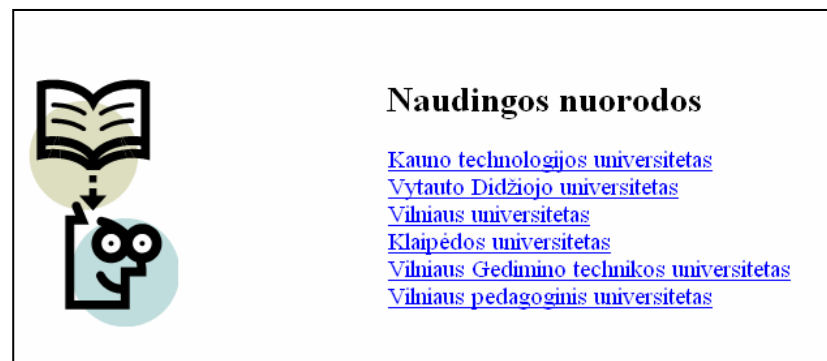 Naudingos nuorodos
Kauno technologijos universitetas
Vytauto Didžiojo universitetas
Vilniaus universitetas
Klaipėdos universitetas
Vilniaus Gedimino technikos universitetas
Vilniaus pedagoginis universitetas